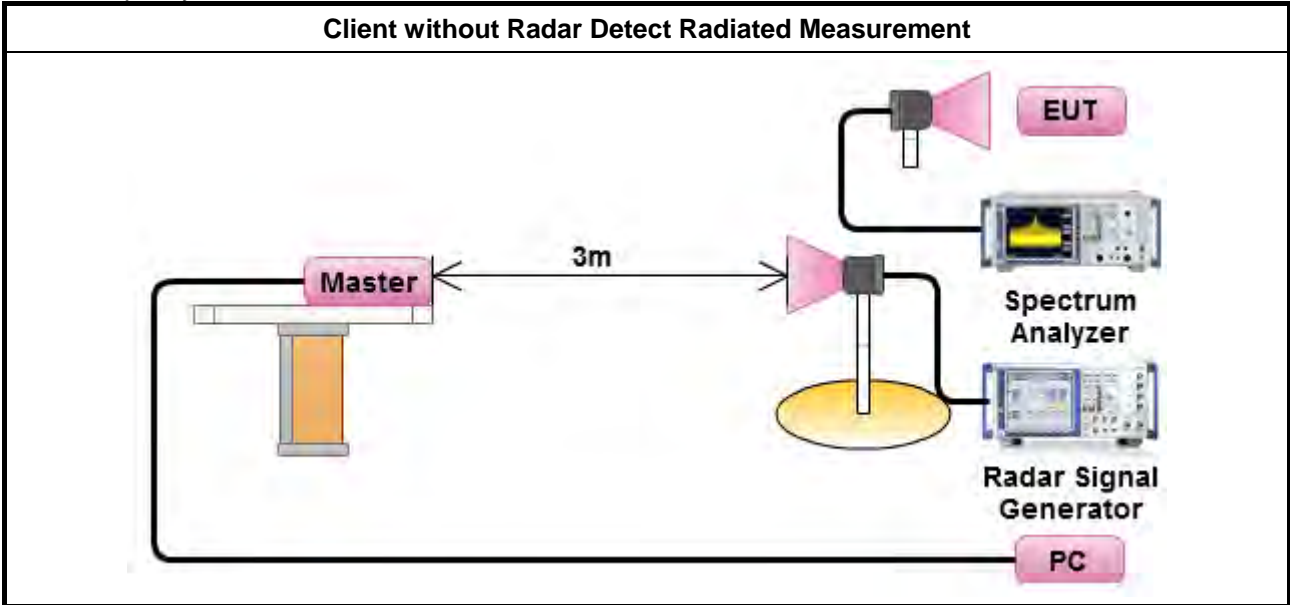 Client without Radar Detect Radiated Measurement
EUT
3m
Master
Spectrum
Analyzer
Radar Signal
Generator
PC